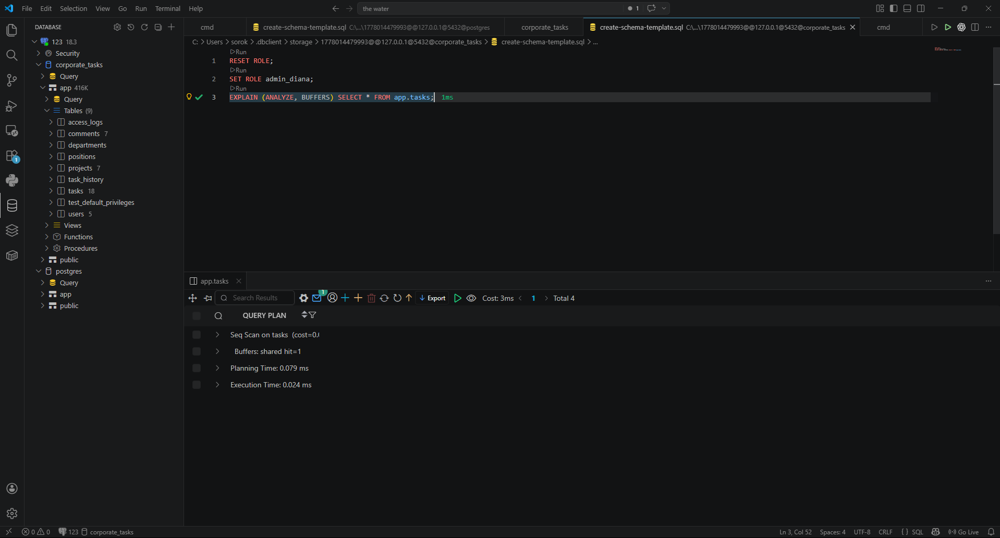 File Edit Selection View Go Run Terminal Help
the water
1
DATABASE
cmd
create-schema-template.sql C:\...\1778014479993@@127.0.0.1@5432@postgres
corporate_tasks
create-schema-template.sql C:\...\1778014479993@@127.0.0.1@5432@corporate_tasks
cmd
C: > Users > sorok > .dbclient > storage > 1778014479993@@127.0.0.1@5432@corporate_tasks > create-schema-template.sql > ...
123 18.3
Security
corporate_tasks
Query
app 416K
Query
Tables (9)
access_logs
comments 7
departments
positions
projects 7
task_history
tasks 18
test_default_privileges
users 5
Views
Functions
Procedures
public
postgres
Query
app
public
1
Run
1 RESET ROLE;
Run
2 SET ROLE admin_diana;
Run
3 EXPLAIN (ANALYZE, BUFFERS) SELECT * FROM app.tasks; 1ms
app.tasks
Search Results
1
Export
Cost: 3ms < 1 > Total 4
QUERY PLAN
Seq Scan on tasks (cost=0.
Buffers: shared hit=1
Planning Time: 0.079 ms
Execution Time: 0.024 ms
0 0 123 corporate_tasks
Ln 3, Col 52 Spaces: 4 UTF-8 CRLF { } SQL Go Live